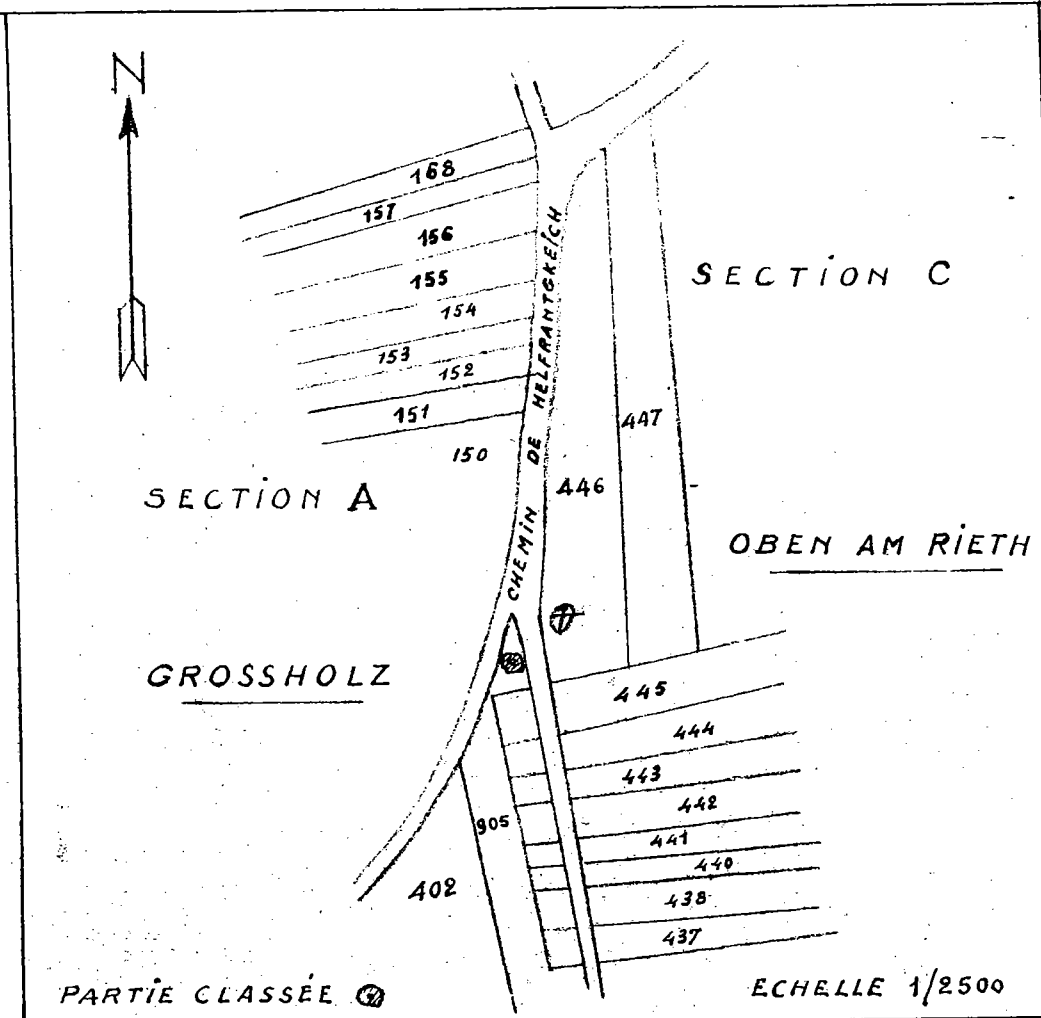 N
168
157
156
155
154
153
152
151
150
SECTION A
GROSSHOLZ
CHEMIN DE HELFRANTGKEICH
SECTION C
447
446
OBEN AM RIETH
445
444
443
442
441
440
438
437
905
402
PARTIE CLASSÉE
ECHELLE 1/2500